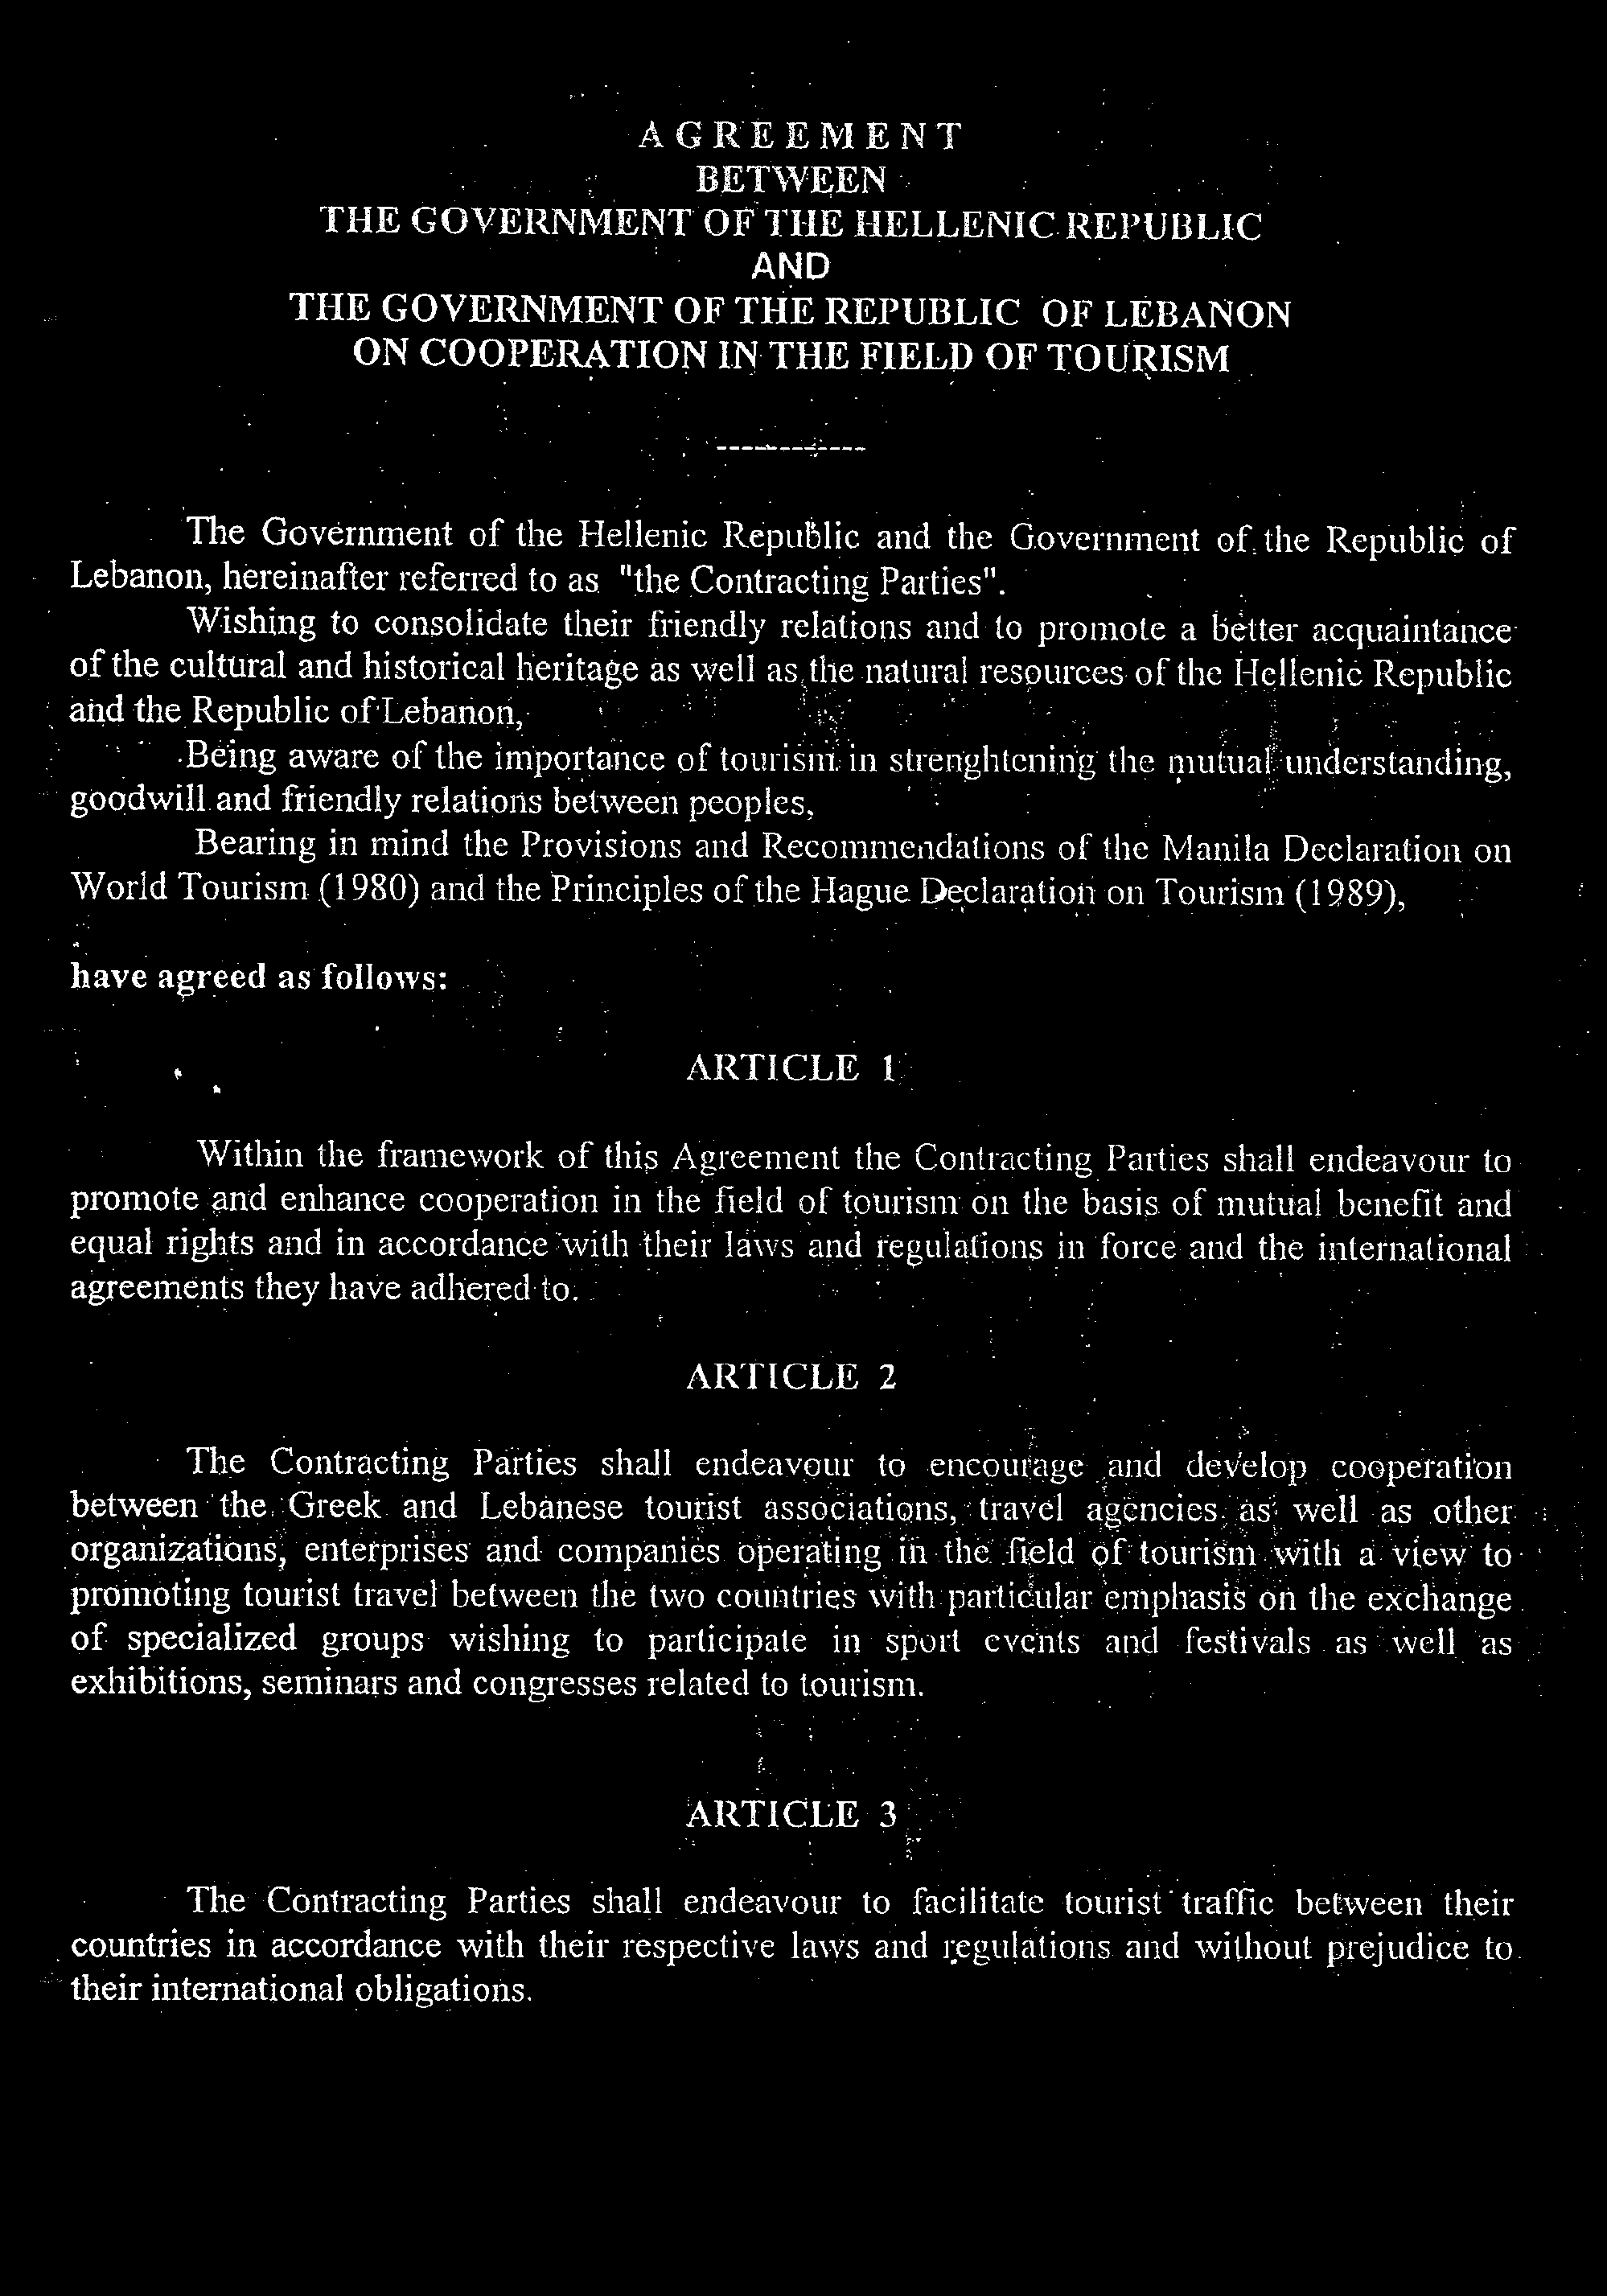 AGREEMENT
BETWEEN
THE GOVERNMENT OF THE HELLENIC REPUBLIC
AND
THE GOVERNMENT OF THE REPUBLIC OF LEBANON
ON COOPERATION IN THE FIELD OF TOURISM
----------------
The Government of the Hellenic Republic and the Government of the Republic of
Lebanon, hereinafter referred to as "the Contracting Parties".
Wishing to consolidate their friendly relations and to promote a better acquaintance
of the cultural and historical heritage as well as the natural resources of the Hellenic Republic
and the Republic of Lebanon,
Being aware of the importance of tourism in strenghtening the mutual understanding,
goodwill and friendly relations between peoples,
Bearing in mind the Provisions and Recommendations of the Manila Declaration on
World Tourism (1980) and the Principles of the Hague Declaration on Tourism (1989),
have agreed as follows:
ARTICLE 1
Within the framework of this Agreement the Contracting Parties shall endeavour to
promote and enhance cooperation in the field of tourism on the basis of mutual benefit and
equal rights and in accordance with their laws and regulations in force and the international
agreements they have adhered to.
ARTICLE 2
The Contracting Parties shall endeavour to encourage and develop cooperation
between the Greek and Lebanese tourist associations, travel agencies as well as other
organizations, enterprises and companies operating in the field of tourism with a view to
promoting tourist travel between the two countries with particular emphasis on the exchange
of specialized groups wishing to participate in sport events and festivals as well as
exhibitions, seminars and congresses related to tourism.
ARTICLE 3
The Contracting Parties shall endeavour to facilitate tourist traffic between their
countries in accordance with their respective laws and regulations and without prejudice to
their international obligations.